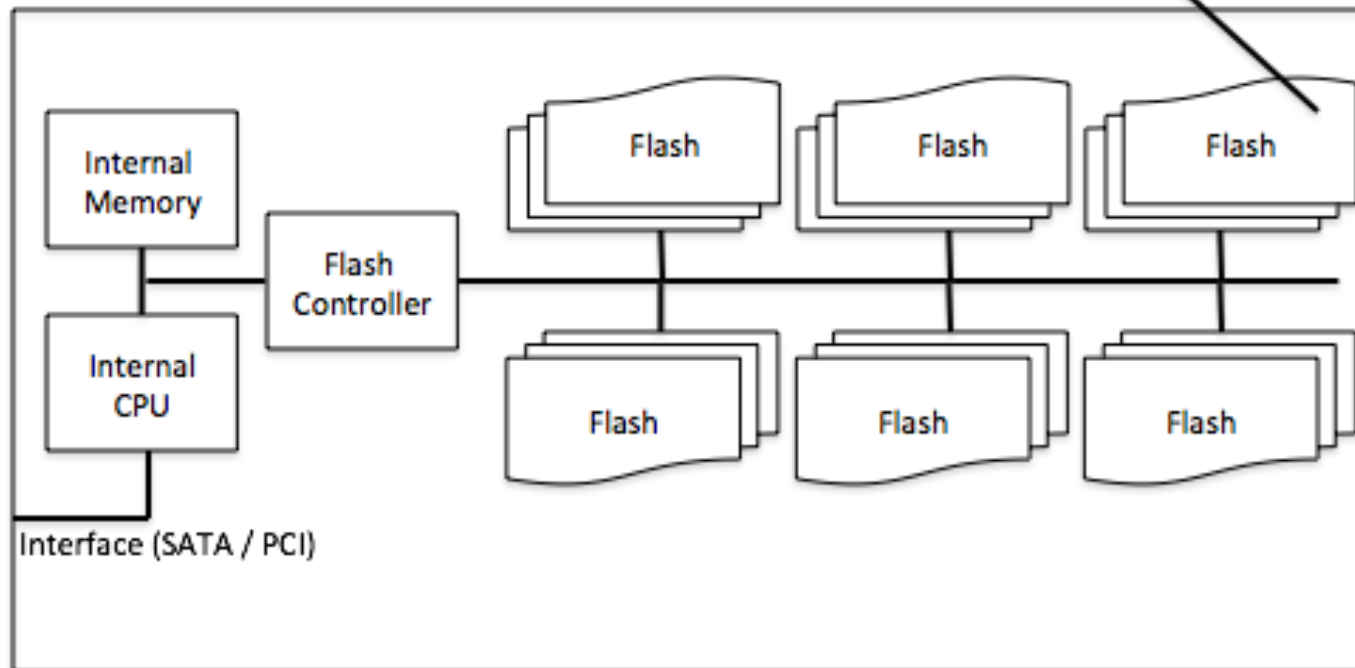 Internal
Memory
Flash
Controller
Internal
CPU
Interface (SATA / PCI)
Flash
Flash
Flash
Flash
Flash
Flash